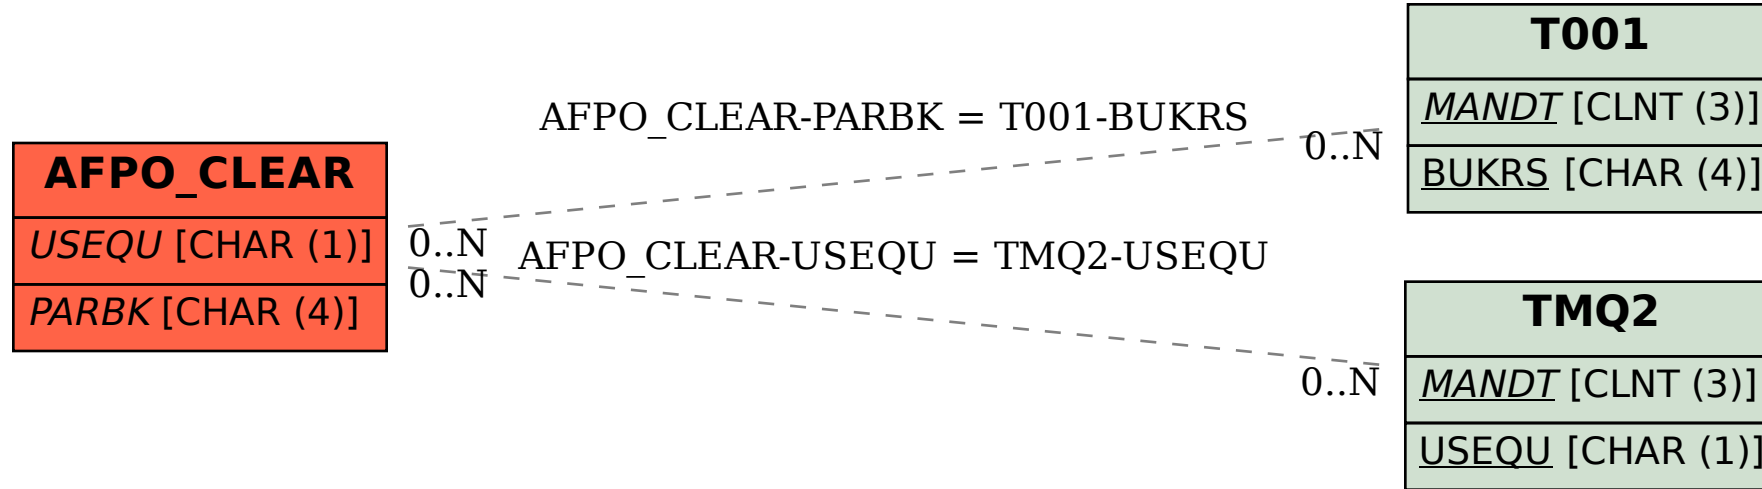 AFPO_CLEAR
USEQU [CHAR (1)]
PARBK [CHAR (4)]
AFPO_CLEAR-PARBK = T001-BUKRS
0..N
0..N
AFPO_CLEAR-USEQU = TMQ2-USEQU
0..N
0..N
T001
MANDT [CLNT (3)]
BUKRS [CHAR (4)]
TMQ2
MANDT [CLNT (3)]
USEQU [CHAR (1)]